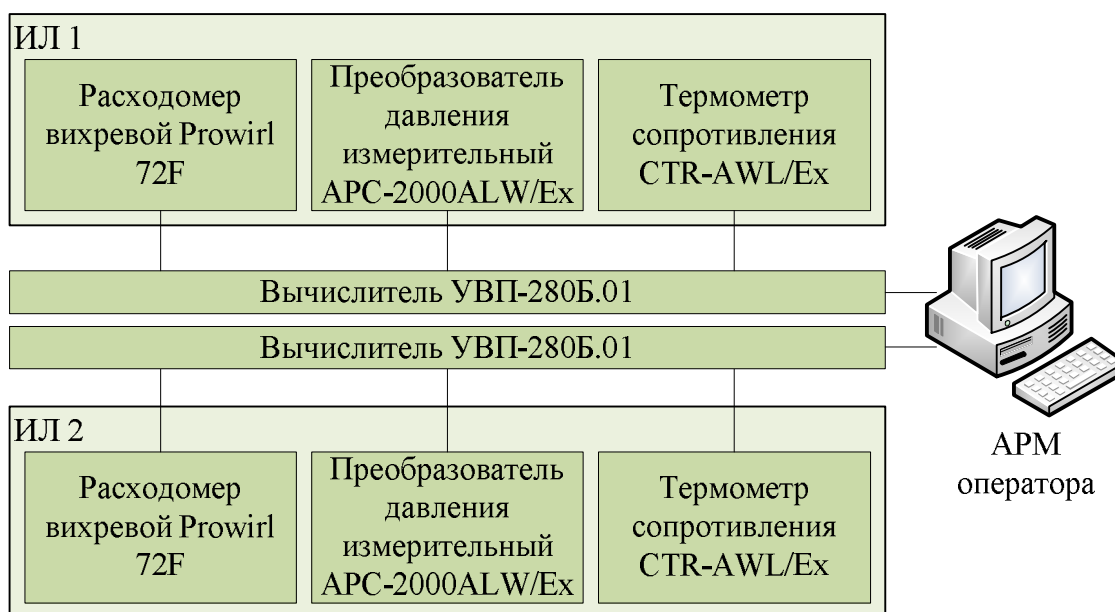 ИЛ 1
Расходомер
вихревой Prowirl
72F
Преобразователь
давления
измерительный
APC-2000ALW/Ex
Термометр
сопротивления
CTR-AWL/Ex
Вычислитель УВП-280Б.01
Вычислитель УВП-280Б.01
АРМ
оператора
ИЛ 2
Расходомер
вихревой Prowirl
72F
Преобразователь
давления
измерительный
APC-2000ALW/Ex
Термометр
сопротивления
CTR-AWL/Ex